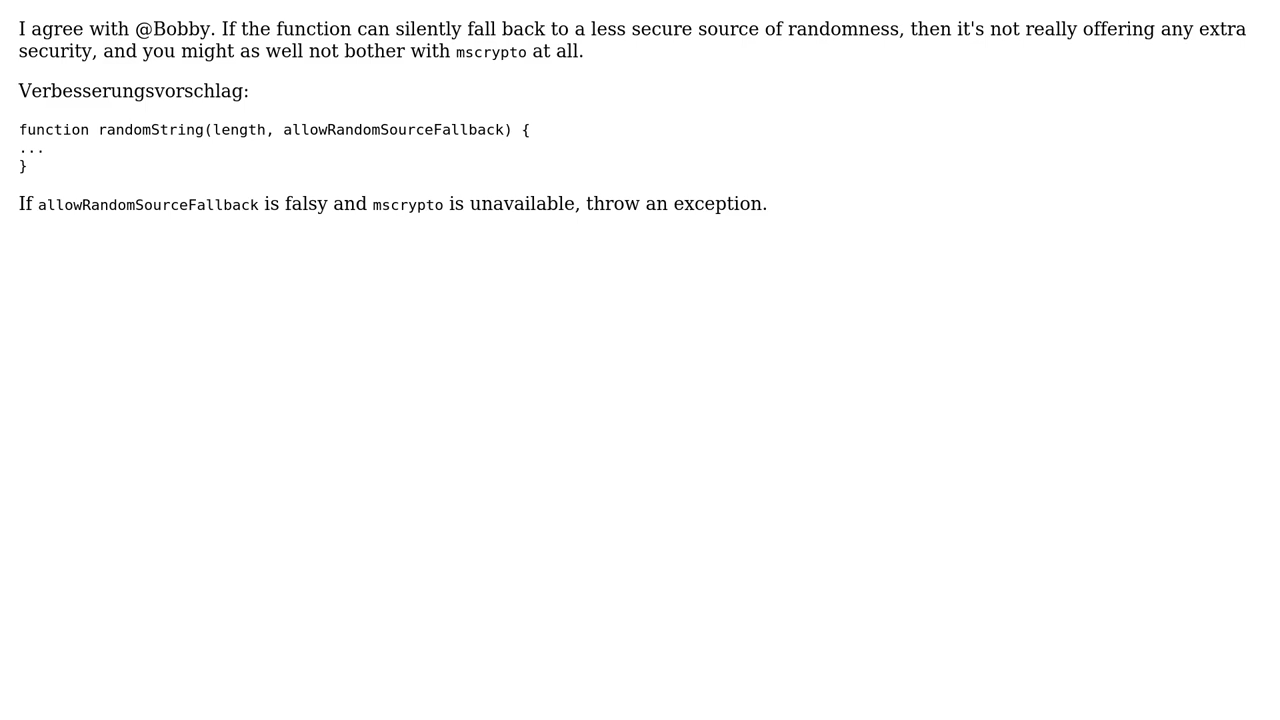 I agree with @Bobby. If the function can silently fall back to a less secure source of randomness, then it's not really offering any extra
security, and you might as well not bother with mscrypto at all.
Verbesserungsvorschlag:
function randomString(length, allowRandomSourceFallback) {
...
}
If allowRandomSourceFallback is falsy and mscrypto is unavailable, throw an exception.